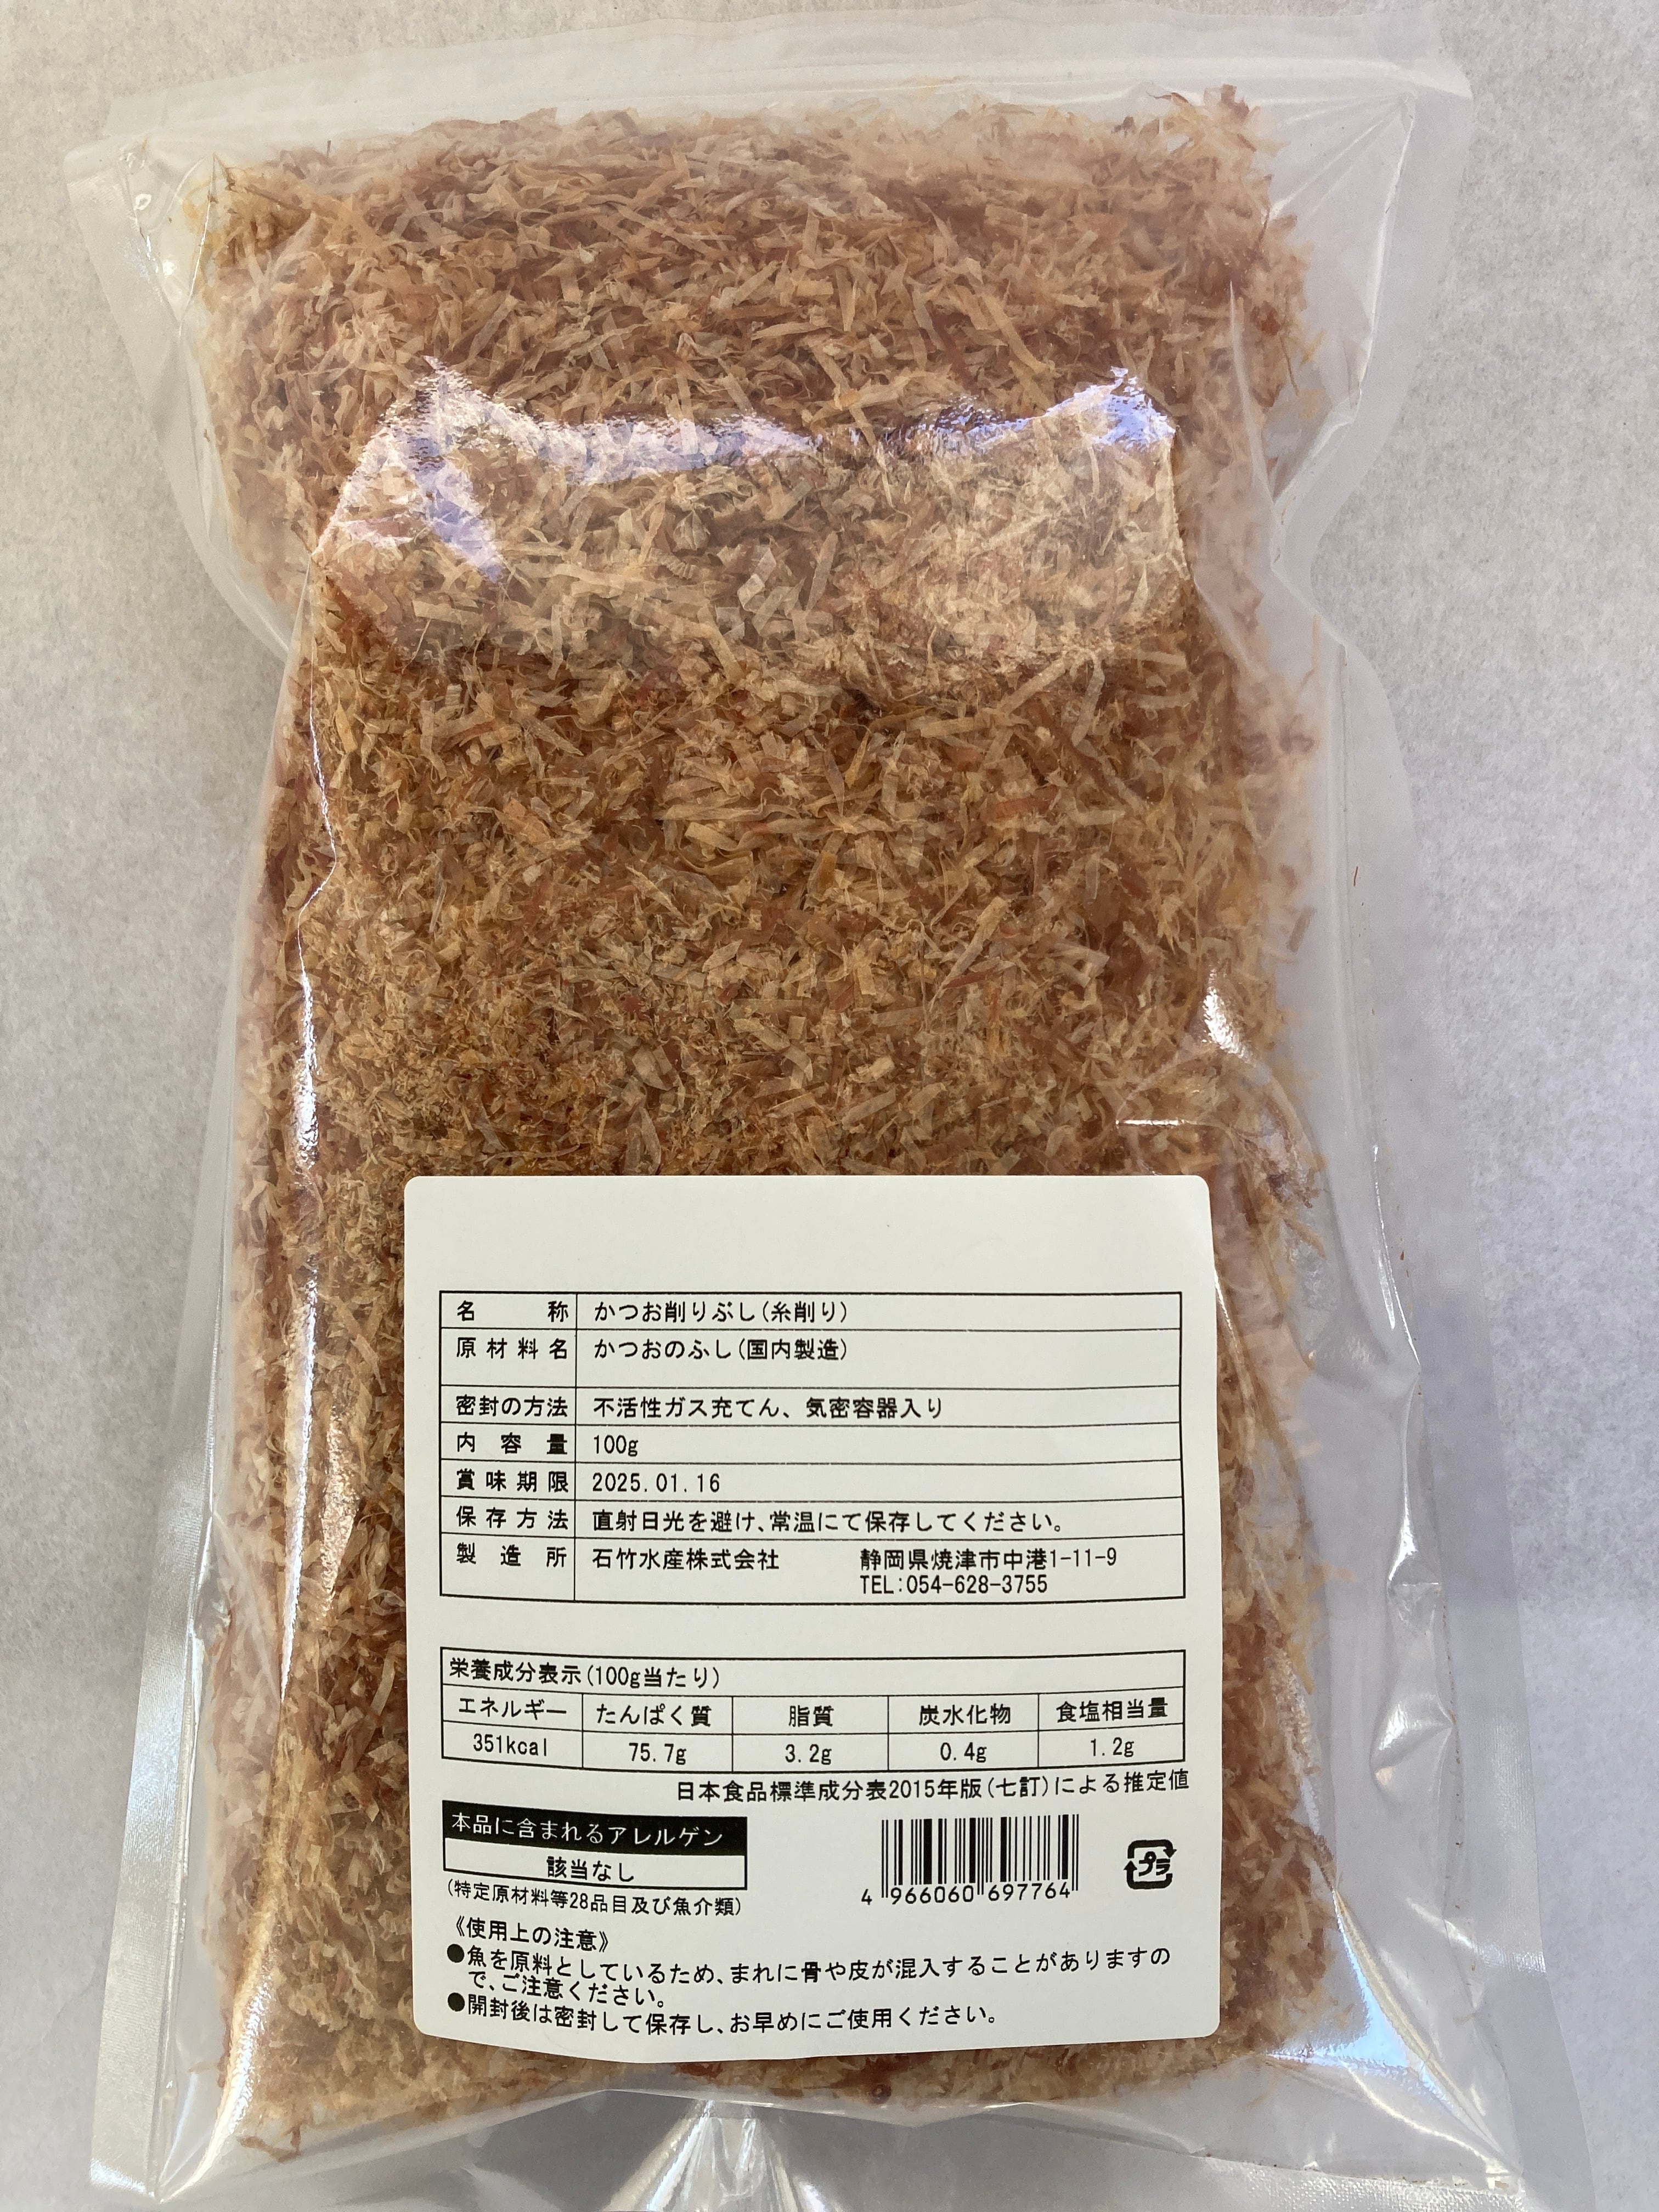 名称 かつお削りぶし(糸削り)
原材料名 かつおのふし(国内製造)
密封の方法 不活性ガス充てん、気密容器入り
内容量 100g
賞味期限 2025.01.16
保存方法 直射日光を避け、常温にて保存してください。
製造所 石竹水産株式会社 静岡県焼津市中港1-11-9
TEL:054-628-3755
栄養成分表示(100g当たり)
エネルギー たんぱく質 脂質 炭水化物 食塩相当量
351kcal 75.7g 3.2g 0.4g 1.2g
日本食品標準成分表2015年版(七訂)による推定値
本品に含まれるアレルゲン
該当なし
(特定原材料等28品目及び魚介類)
4 966060 697764
プラ
《使用上の注意》
●魚を原料としているため、まれに骨や皮が混入することがありますの
で、ご注意ください。
●開封後は密封して保存し、お早めにご使用ください。